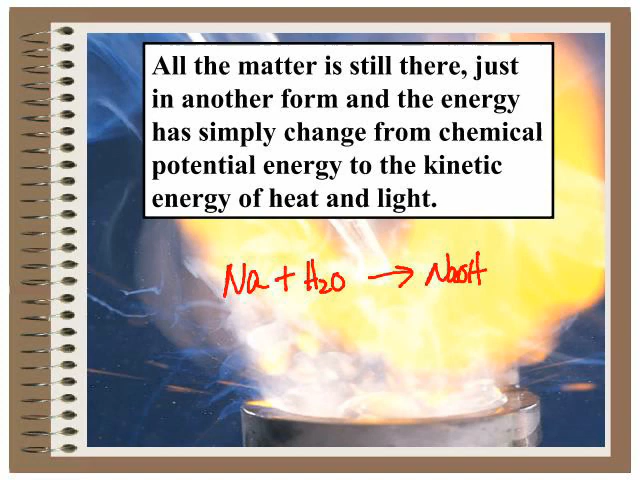 All the matter is still there, just
in another form and the energy
has simply change from chemical
potential energy to the kinetic
energy of heat and light.
Na + H₂O → NaOH